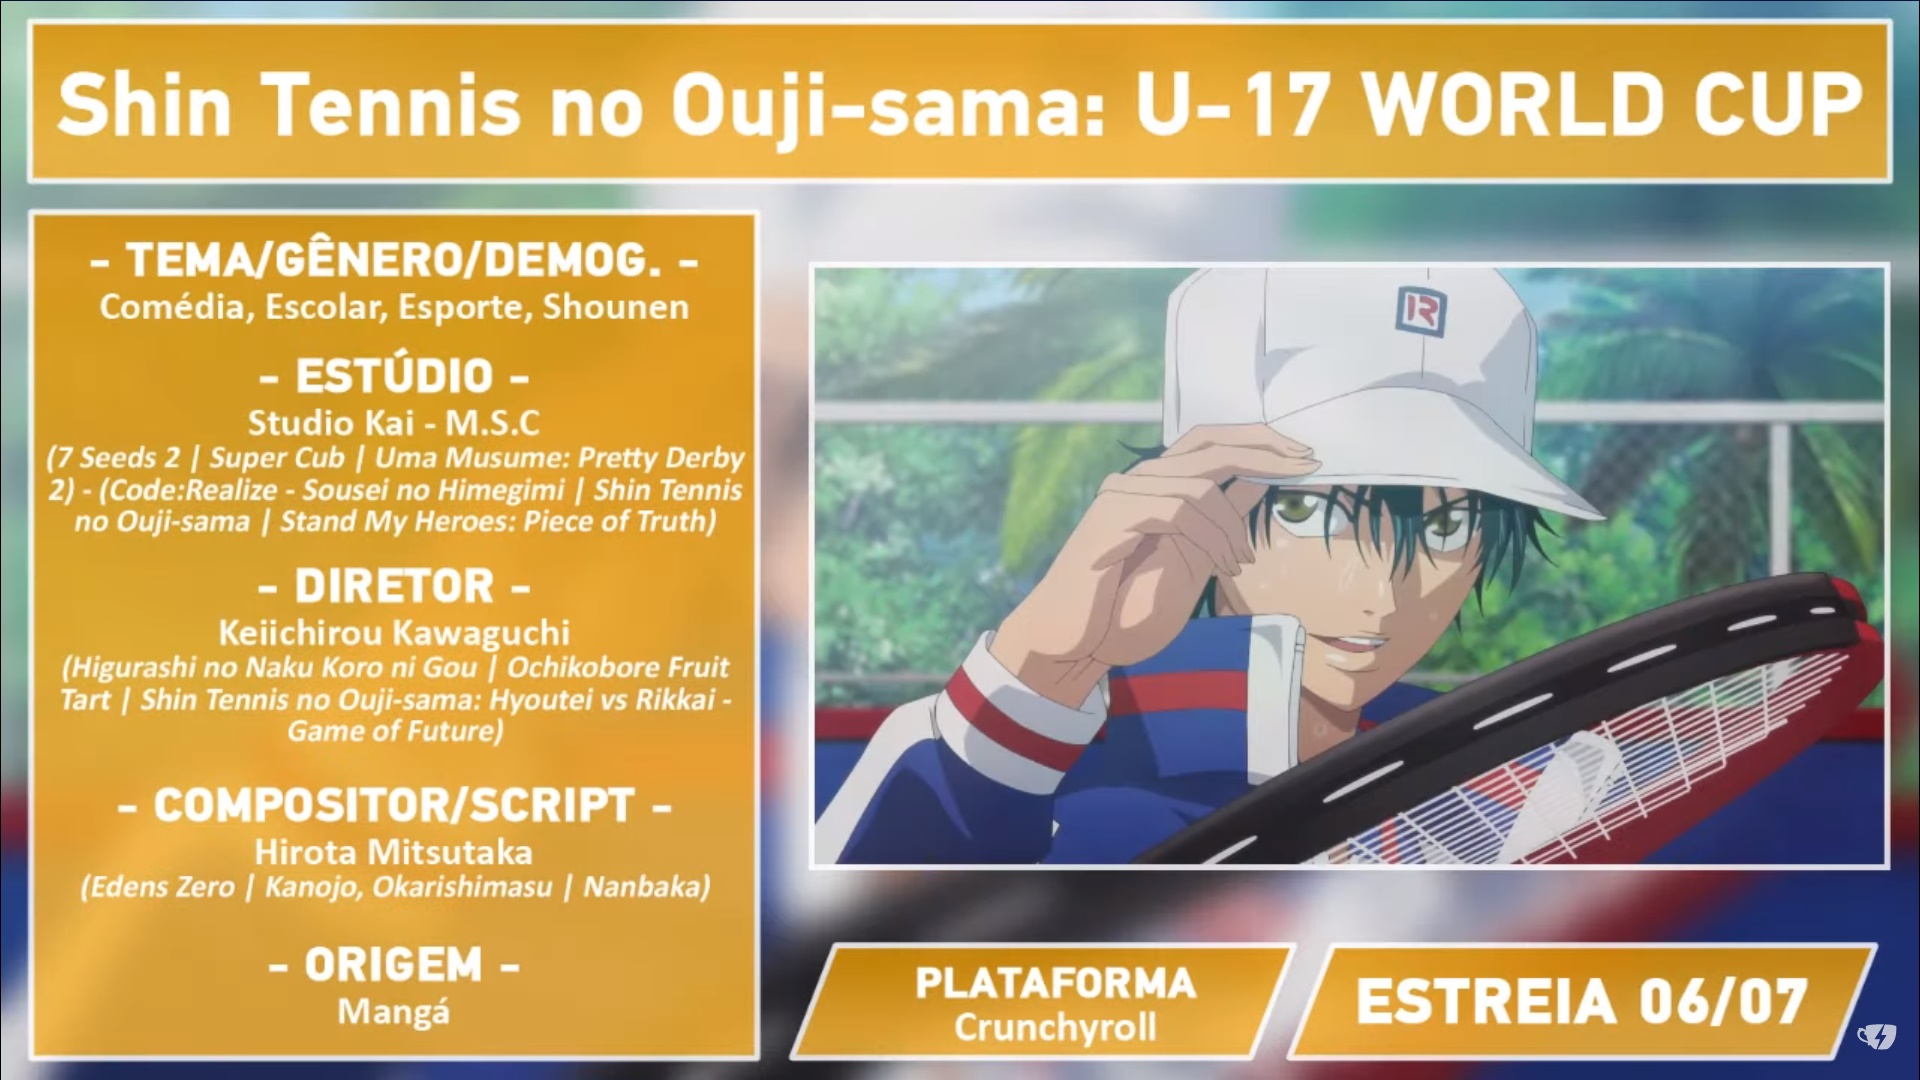 Shin Tennis no Ouji-sama: U-17 WORLD CUP
- TEMA/GÊNERO/DEMOG. -
Comédia, Escolar, Esporte, Shounen
- ESTÚDIO -
Studio Kai - M.S.C
(7 Seeds 2 | Super Cub | Uma Musume: Pretty Derby
2) - (Code:Realize - Sousei no Himegimi | Shin Tennis
no Ouji-sama | Stand My Heroes: Piece of Truth)
- DIRETOR -
Keiichirou Kawaguchi
(Higurashi no Naku Koro ni Gou | Ochikobore Fruit
Tart | Shin Tennis no Ouji-sama: Hyoutei vs Rikkai -
Game of Future)
- COMPOSITOR/SCRIPT -
Hirota Mitsutaka
(Edens Zero | Kanojo, Okarishimasu | Nanbaka)
- ORIGEM -
Mangá
R
PLATAFORMA
Crunchyroll
ESTREIA 06/07